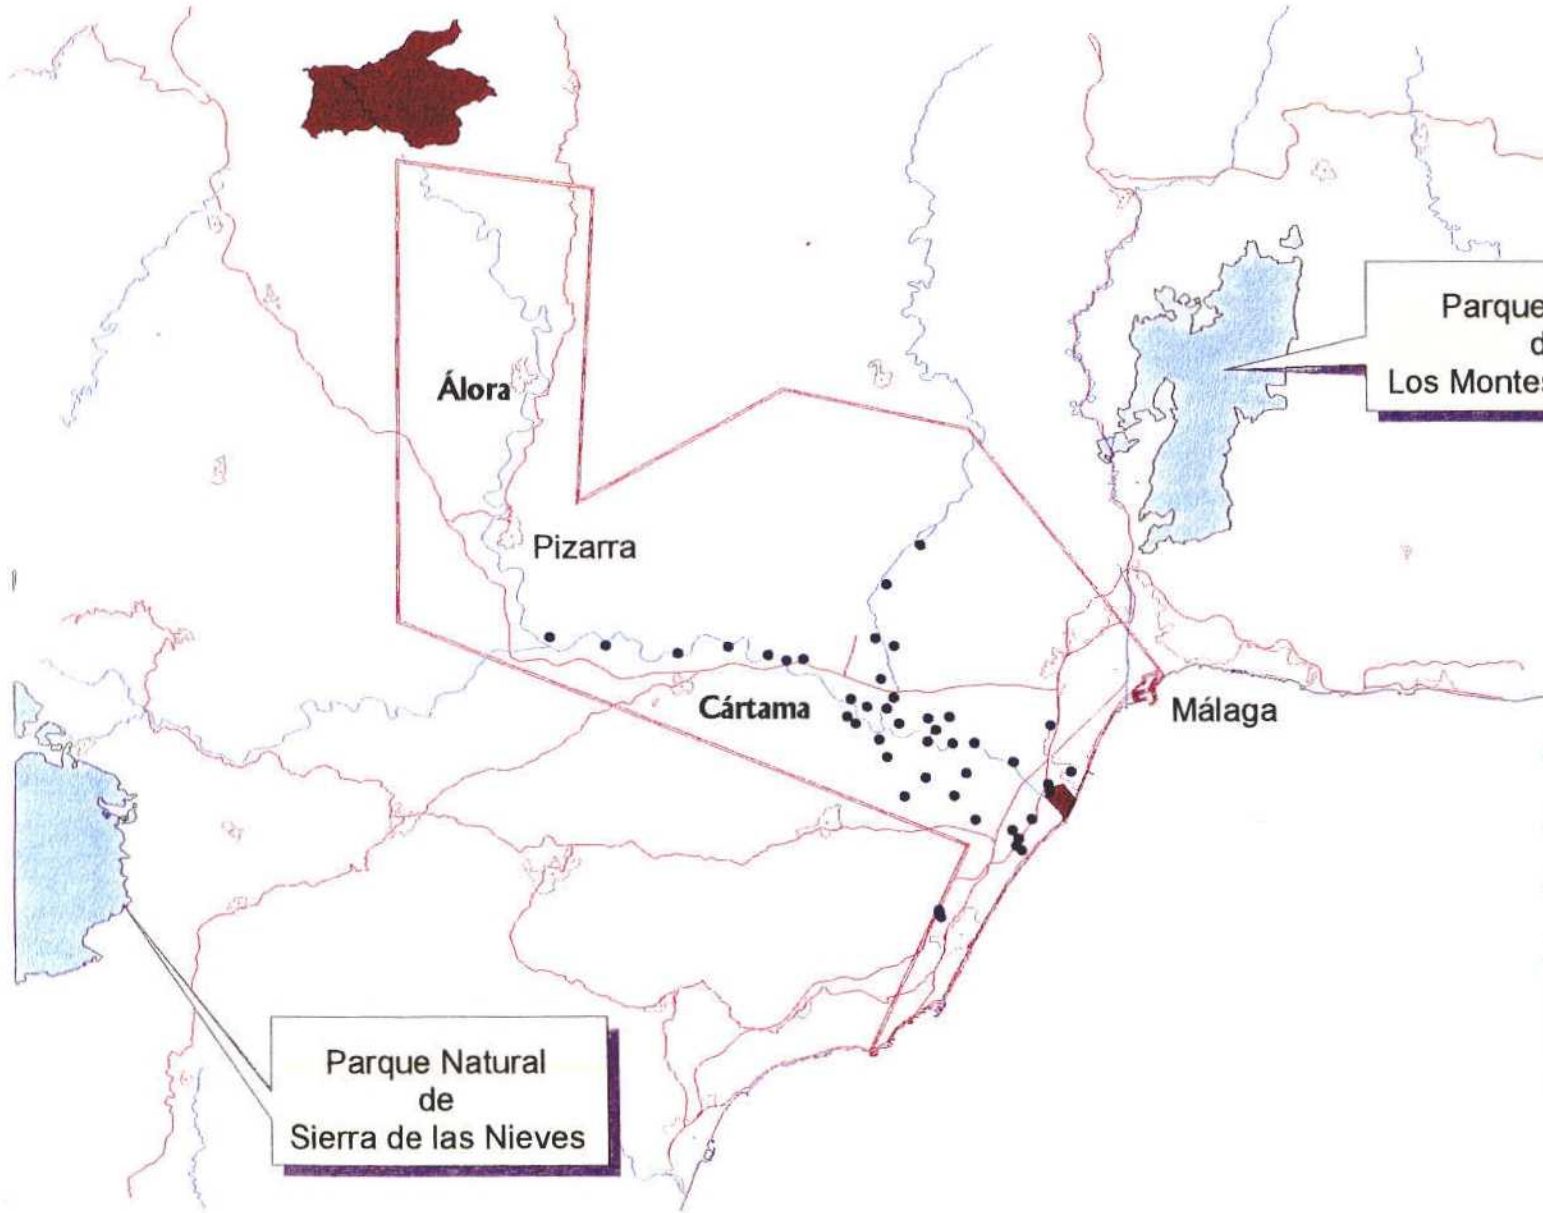 Parque
d
Los Montes
Álora
Pizarra
Cártama
Málaga
Parque Natural
de
Sierra de las Nieves